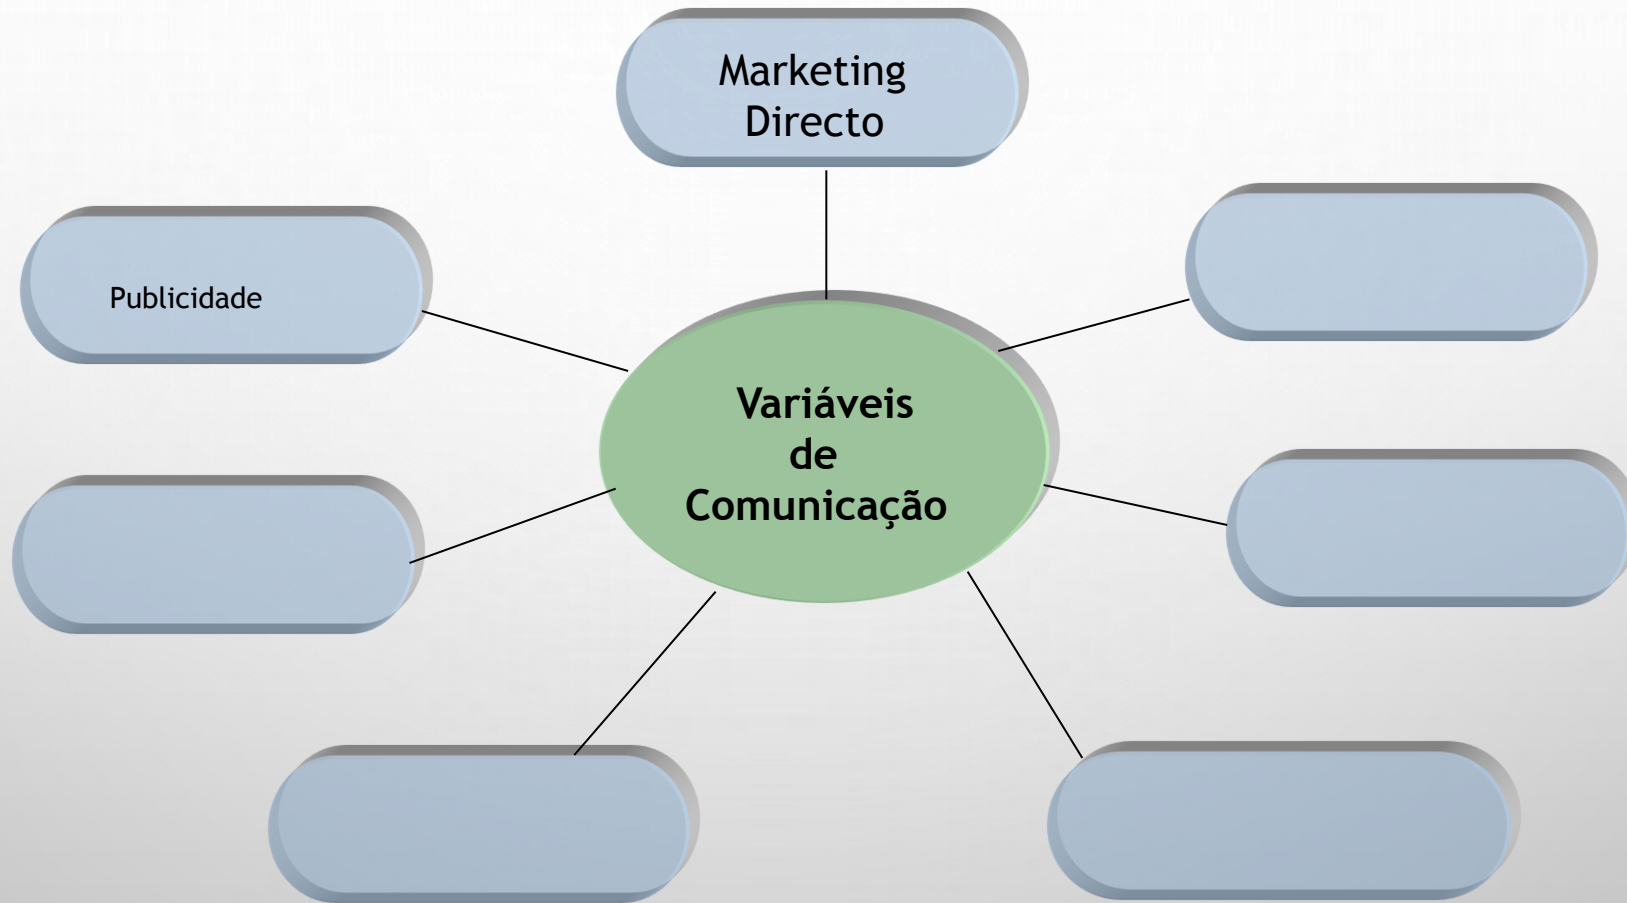 Marketing
Directo
Publicidade
Variáveis
de
Comunicação